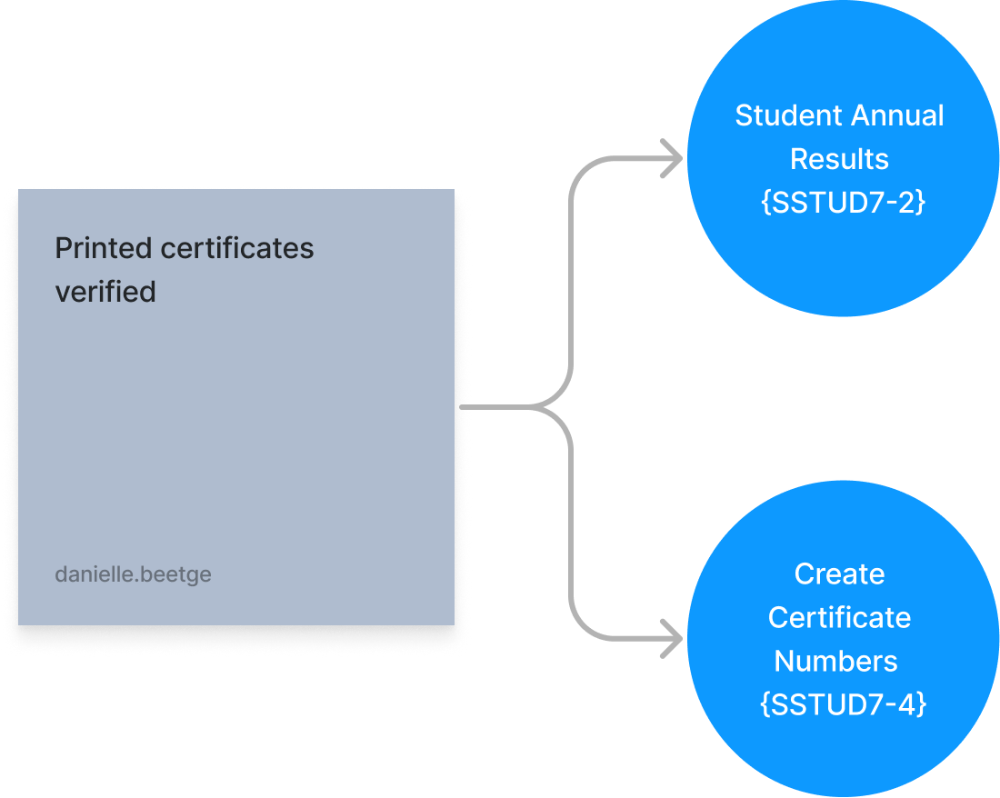 Printed certificates
verified
danielle.beetge
Student Annual
Results
{SSTUD7-2}
Create
Certificate
Numbers
{SSTUD7-4}